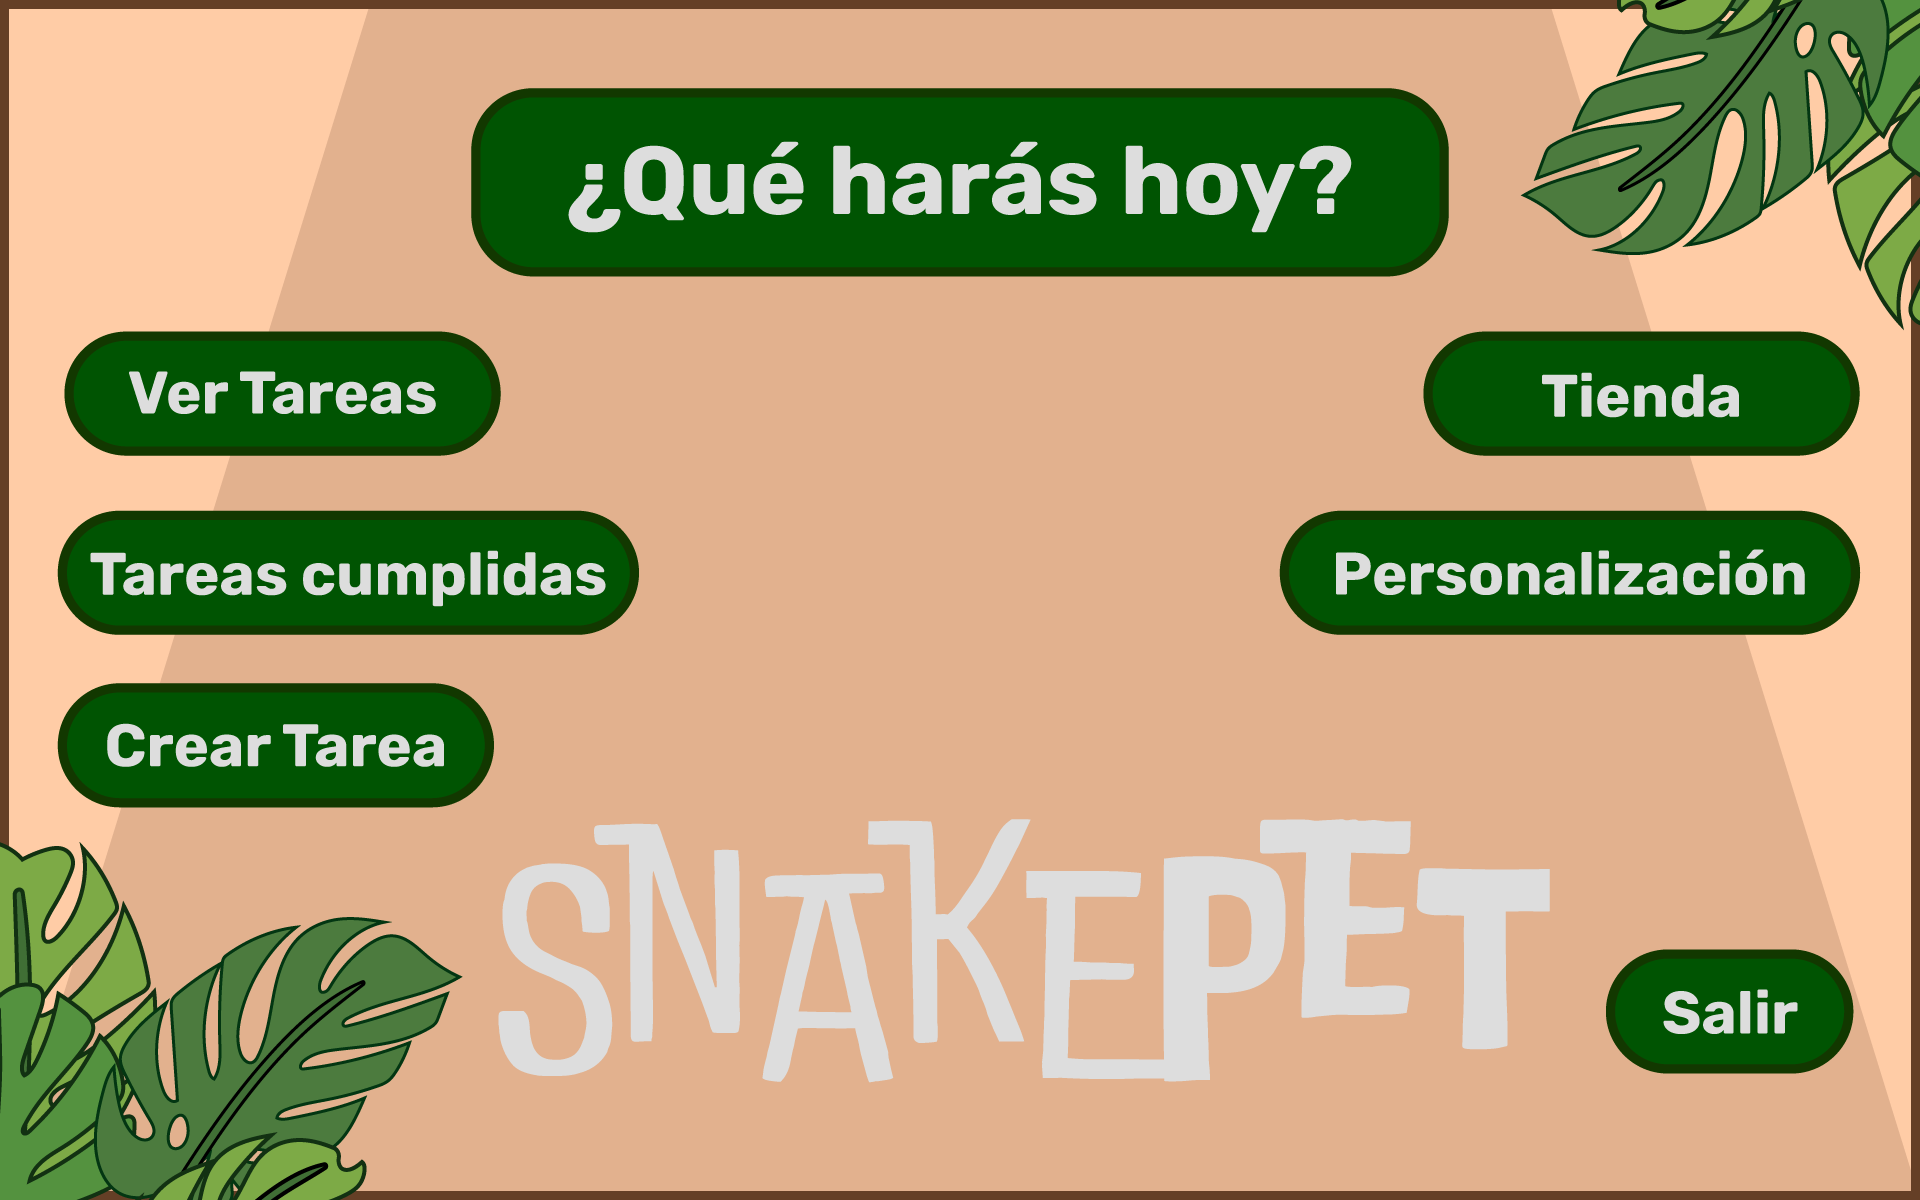 ¿Qué harás hoy?
Ver Tareas
Tienda
Tareas cumplidas
Personalización
Crear Tarea
SNAKEPET
Salir